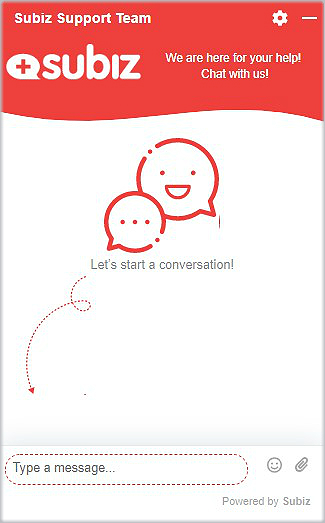 Subiz Support Team
subiz
We are here for your help!
Chat with us!
Let's start a conversation!
Type a message...
Powered by Subiz